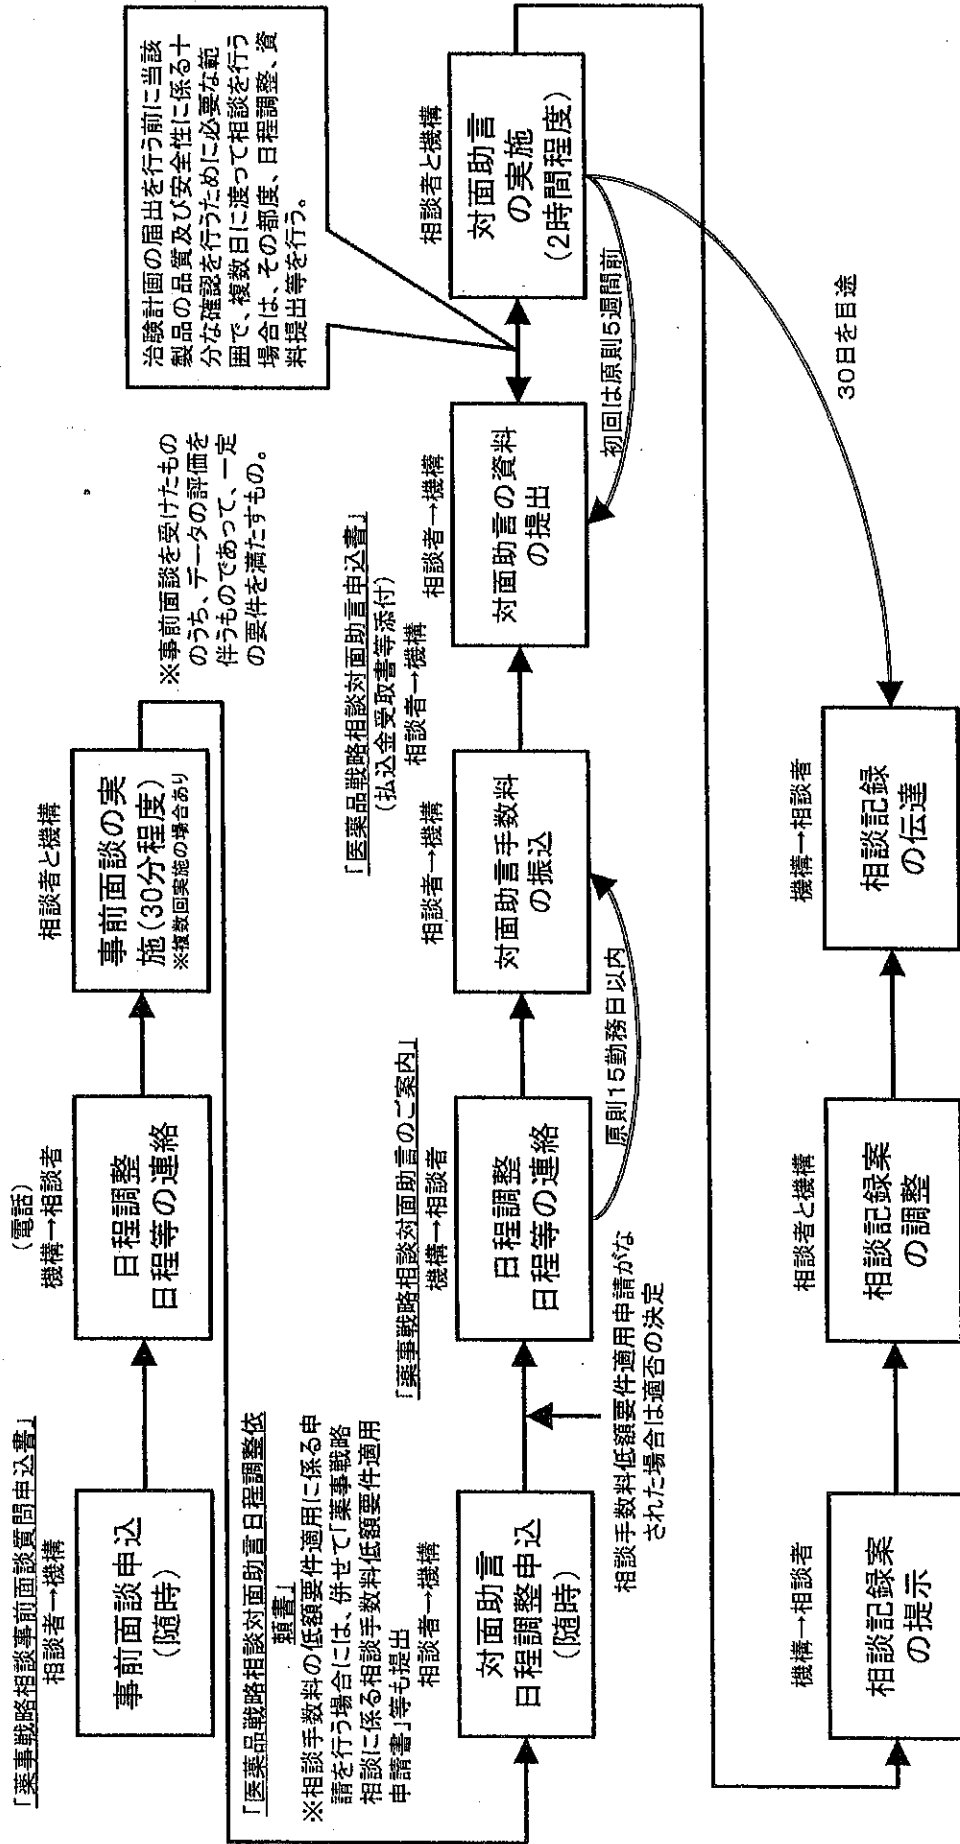 「薬事戦略相談事前面談質問申込書」
相談者→機構
事前面談申込
(随時)
(電話)
機構→相談者
日程調整
日程等の連絡
相談者と機構
事前面談の実
施(30分程度)
※複数回実施の場合あり
※事前面談を受けたもの
のうち、データの評価を
伴うものであって、一定
の要件を満たすもの。
「医薬品戦略相談対面助言日程調整依
頼書」
※相談手数料の低額要件適用に係る申
請を行う場合には、併せて「薬事戦略
相談に係る相談手数料低額要件適用
申請書」等も提出
相談者→機構
対面助言
日程調整申込
(随時)
相談手数料低額要件適用申請がな
された場合は適否の決定
「薬事戦略相談対面助言のご案内」
機構→相談者
日程調整
日程等の連絡
原則15勤務日以内
相談者→機構
対面助言手数料
の振込
「医薬品戦略相談対面助言申込書」
(払込金受取書等添付)
相談者→機構
相談者→機構
対面助言の資料
の提出
初回は原則5週間前
治験計画の届出を行う前に当該
製品の品質及び安全性に係る十
分な確認を行うために必要な範
囲で、複数日に渡って相談を行う
場合は、その都度、日程調整、資
料提出等を行う。
相談者と機構
対面助言
の実施
(2時間程度)
30日を目途
機構→相談者
相談記録案
の提示
相談者と機構
相談記録案
の調整
機構→相談者
相談記録
の伝達